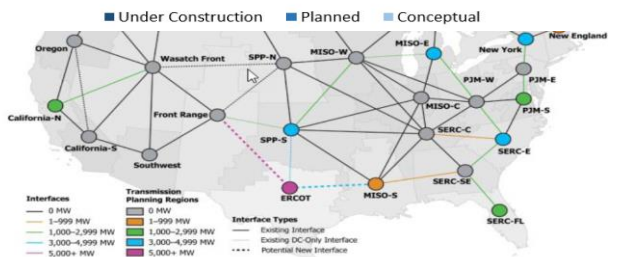 Under Construction Planned Conceptual
New England
Oregon
MISO-W
MISO-E
New York
Wasatch Front
SPP-N
PJM-W
PJM-E
California-N
Front Range
MISO-C
PJM-S
California-S
SPP-S
SERC-C
Southwest
SERC-E
ERCOT
MISO-S
SERC-SE
SERC-FL
Interfaces
0 MW
1–999 MW
1,000–2,999 MW
3,000–4,999 MW
5,000+ MW
Transmission
Planning Regions
0 MW
1–999 MW
1,000–2,999 MW
3,000–4,999 MW
5,000+ MW
Interface Types
Existing Interface
Existing DC-Only Interface
Potential New Interface